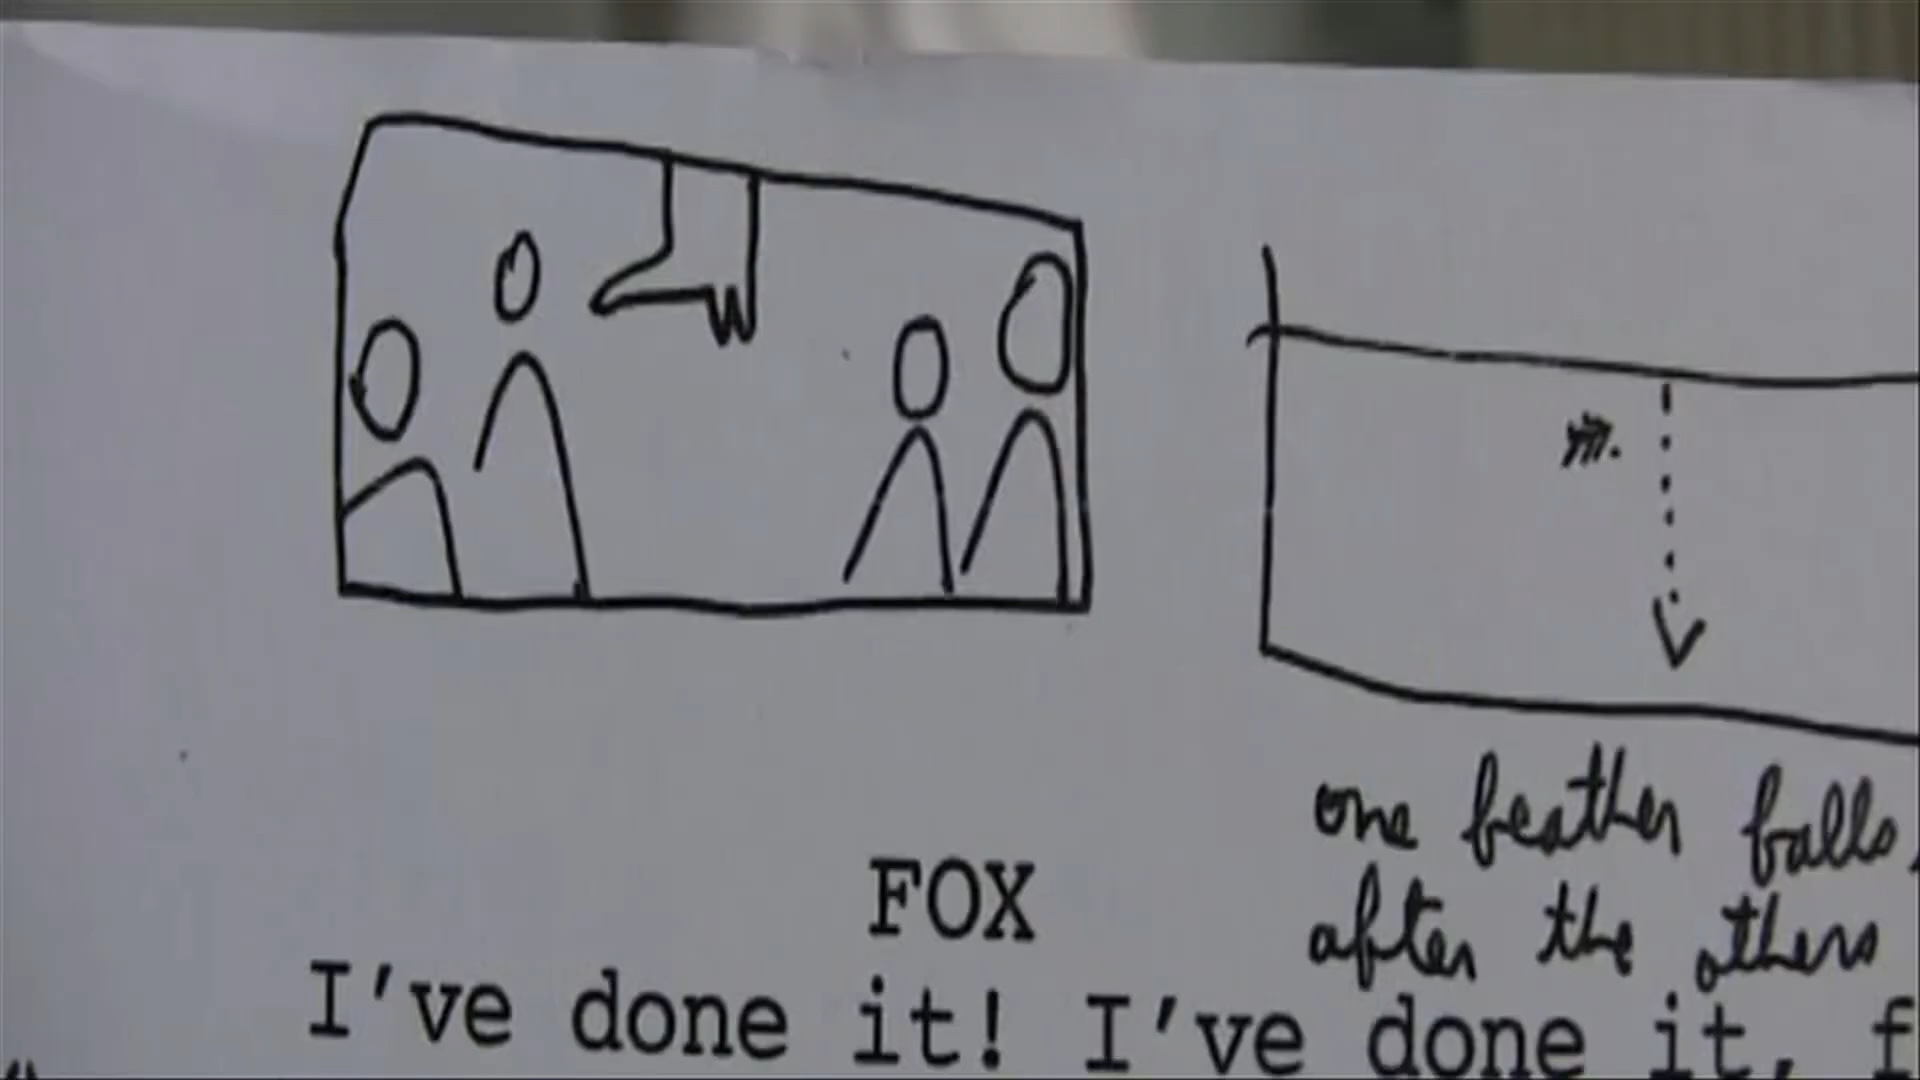 one feather falls,
after the others
FOX
I've done it! I've done it, f